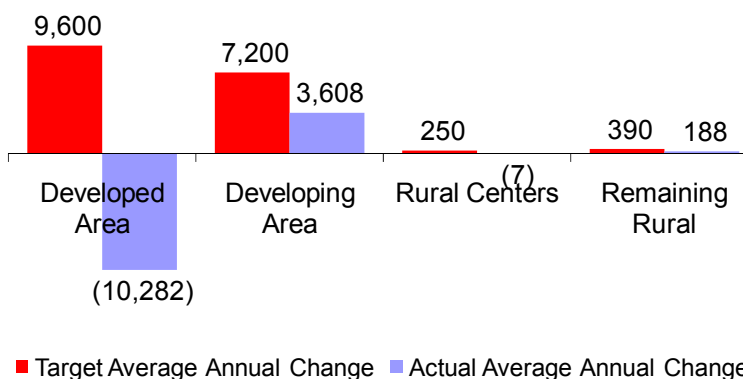 9,600
7,200
3,608
250
390
188
(7)
Developed Area
Developing Area
Rural Centers
Remaining Rural
(10,282)
Target Average Annual Change
Actual Average Annual Change